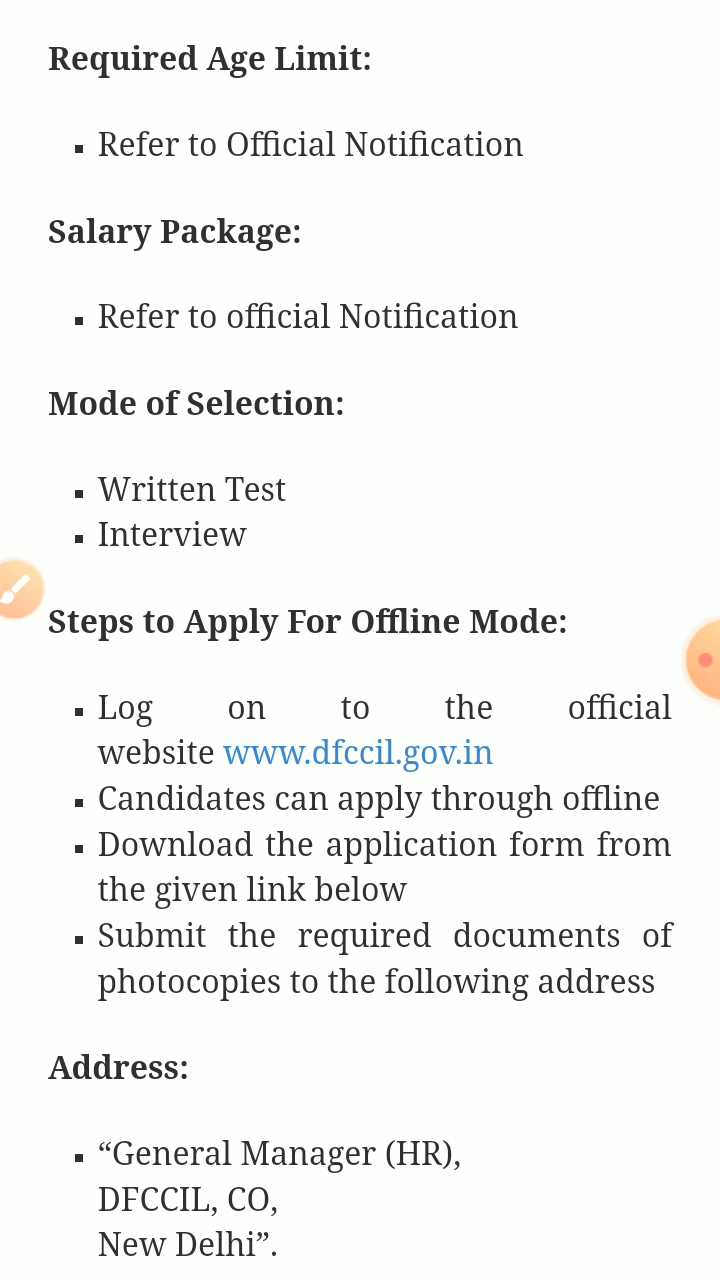 Required Age Limit:
▪ Refer to Official Notification
Salary Package:
▪ Refer to official Notification
Mode of Selection:
▪ Written Test
▪ Interview
Steps to Apply For Offline Mode:
▪ Log on to the official
website www.dfccil.gov.in
▪ Candidates can apply through offline
▪ Download the application form from
the given link below
▪ Submit the required documents of
photocopies to the following address
Address:
▪ “General Manager (HR),
DFCCIL, CO,
New Delhi”.